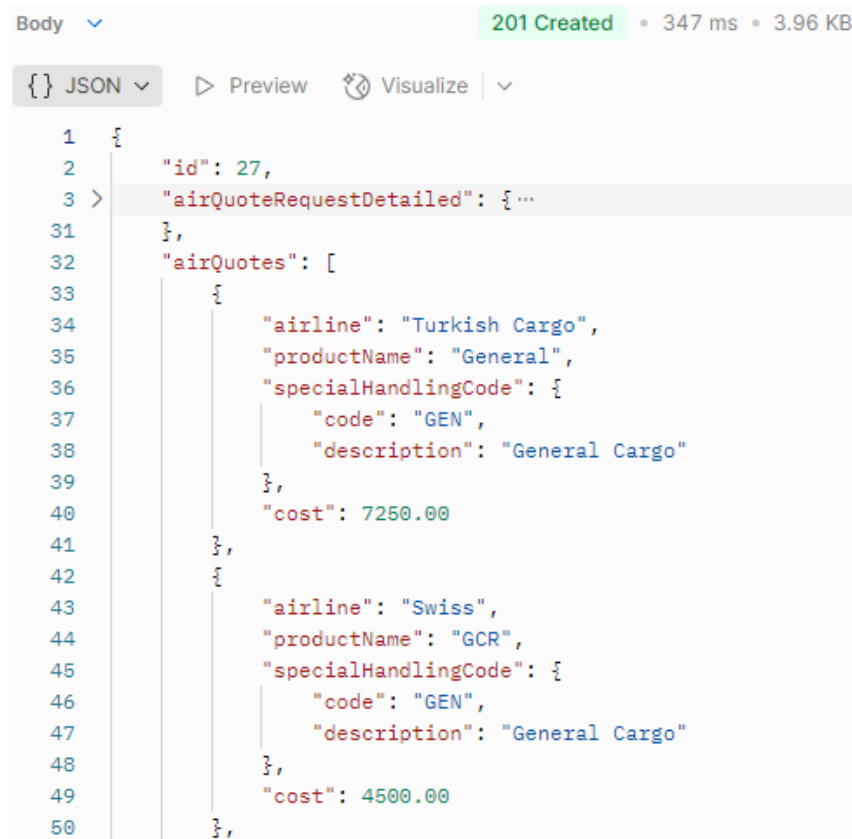 Body 201 Created • 347 ms • 3.96 KB
{} JSON Preview Visualize
1 {
2 "id": 27,
3 "airQuoteRequestDetailed": {…
31 },
32 "airQuotes": [
33 {
34 "airline": "Turkish Cargo",
35 "productName": "General",
36 "specialHandlingCode": {
37 "code": "GEN",
38 "description": "General Cargo"
39 },
40 "cost": 7250.00
41 },
42 {
43 "airline": "Swiss",
44 "productName": "GCR",
45 "specialHandlingCode": {
46 "code": "GEN",
47 "description": "General Cargo"
48 },
49 "cost": 4500.00
50 },